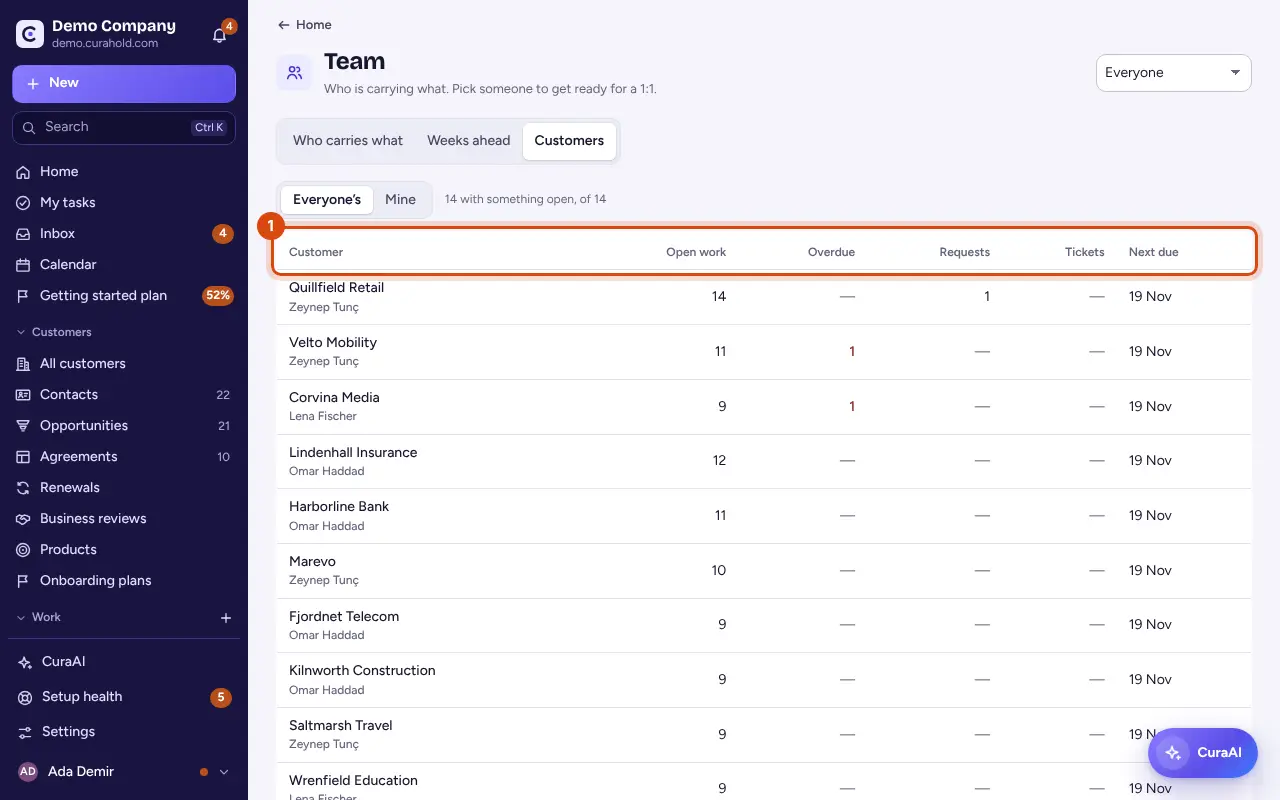 Demo Company
demo.curahold.com
4
New
Search
Ctrl K
Home
My tasks
Inbox 4
Calendar
Getting started plan 52%
Customers
All customers
Contacts 22
Opportunities 21
Agreements 10
Renewals
Business reviews
Products
Onboarding plans
Work
CuraAI
Setup health 5
Settings
AD Ada Demir
Home
Team
Who is carrying what. Pick someone to get ready for a 1:1.
Everyone
Who carries what Weeks ahead Customers
Everyone's Mine 14 with something open, of 14
1
Customer Open work Overdue Requests Tickets Next due
Quillfield Retail
Zeynep Tunç
14 — 1 — 19 Nov
Velto Mobility
Zeynep Tunç
11 1 — — 19 Nov
Corvina Media
Lena Fischer
9 1 — — 19 Nov
Lindenhall Insurance
Omar Haddad
12 — — — 19 Nov
Harborline Bank
Omar Haddad
11 — — — 19 Nov
Marevo
Zeynep Tunç
10 — — — 19 Nov
Fjordnet Telecom
Omar Haddad
9 — — — 19 Nov
Kilnworth Construction
Omar Haddad
9 — — — 19 Nov
Saltmarsh Travel
Zeynep Tunç
9 — — — 19
Wrenfield Education
Lena Fischer
9 — — — 19 Nov
CuraAI